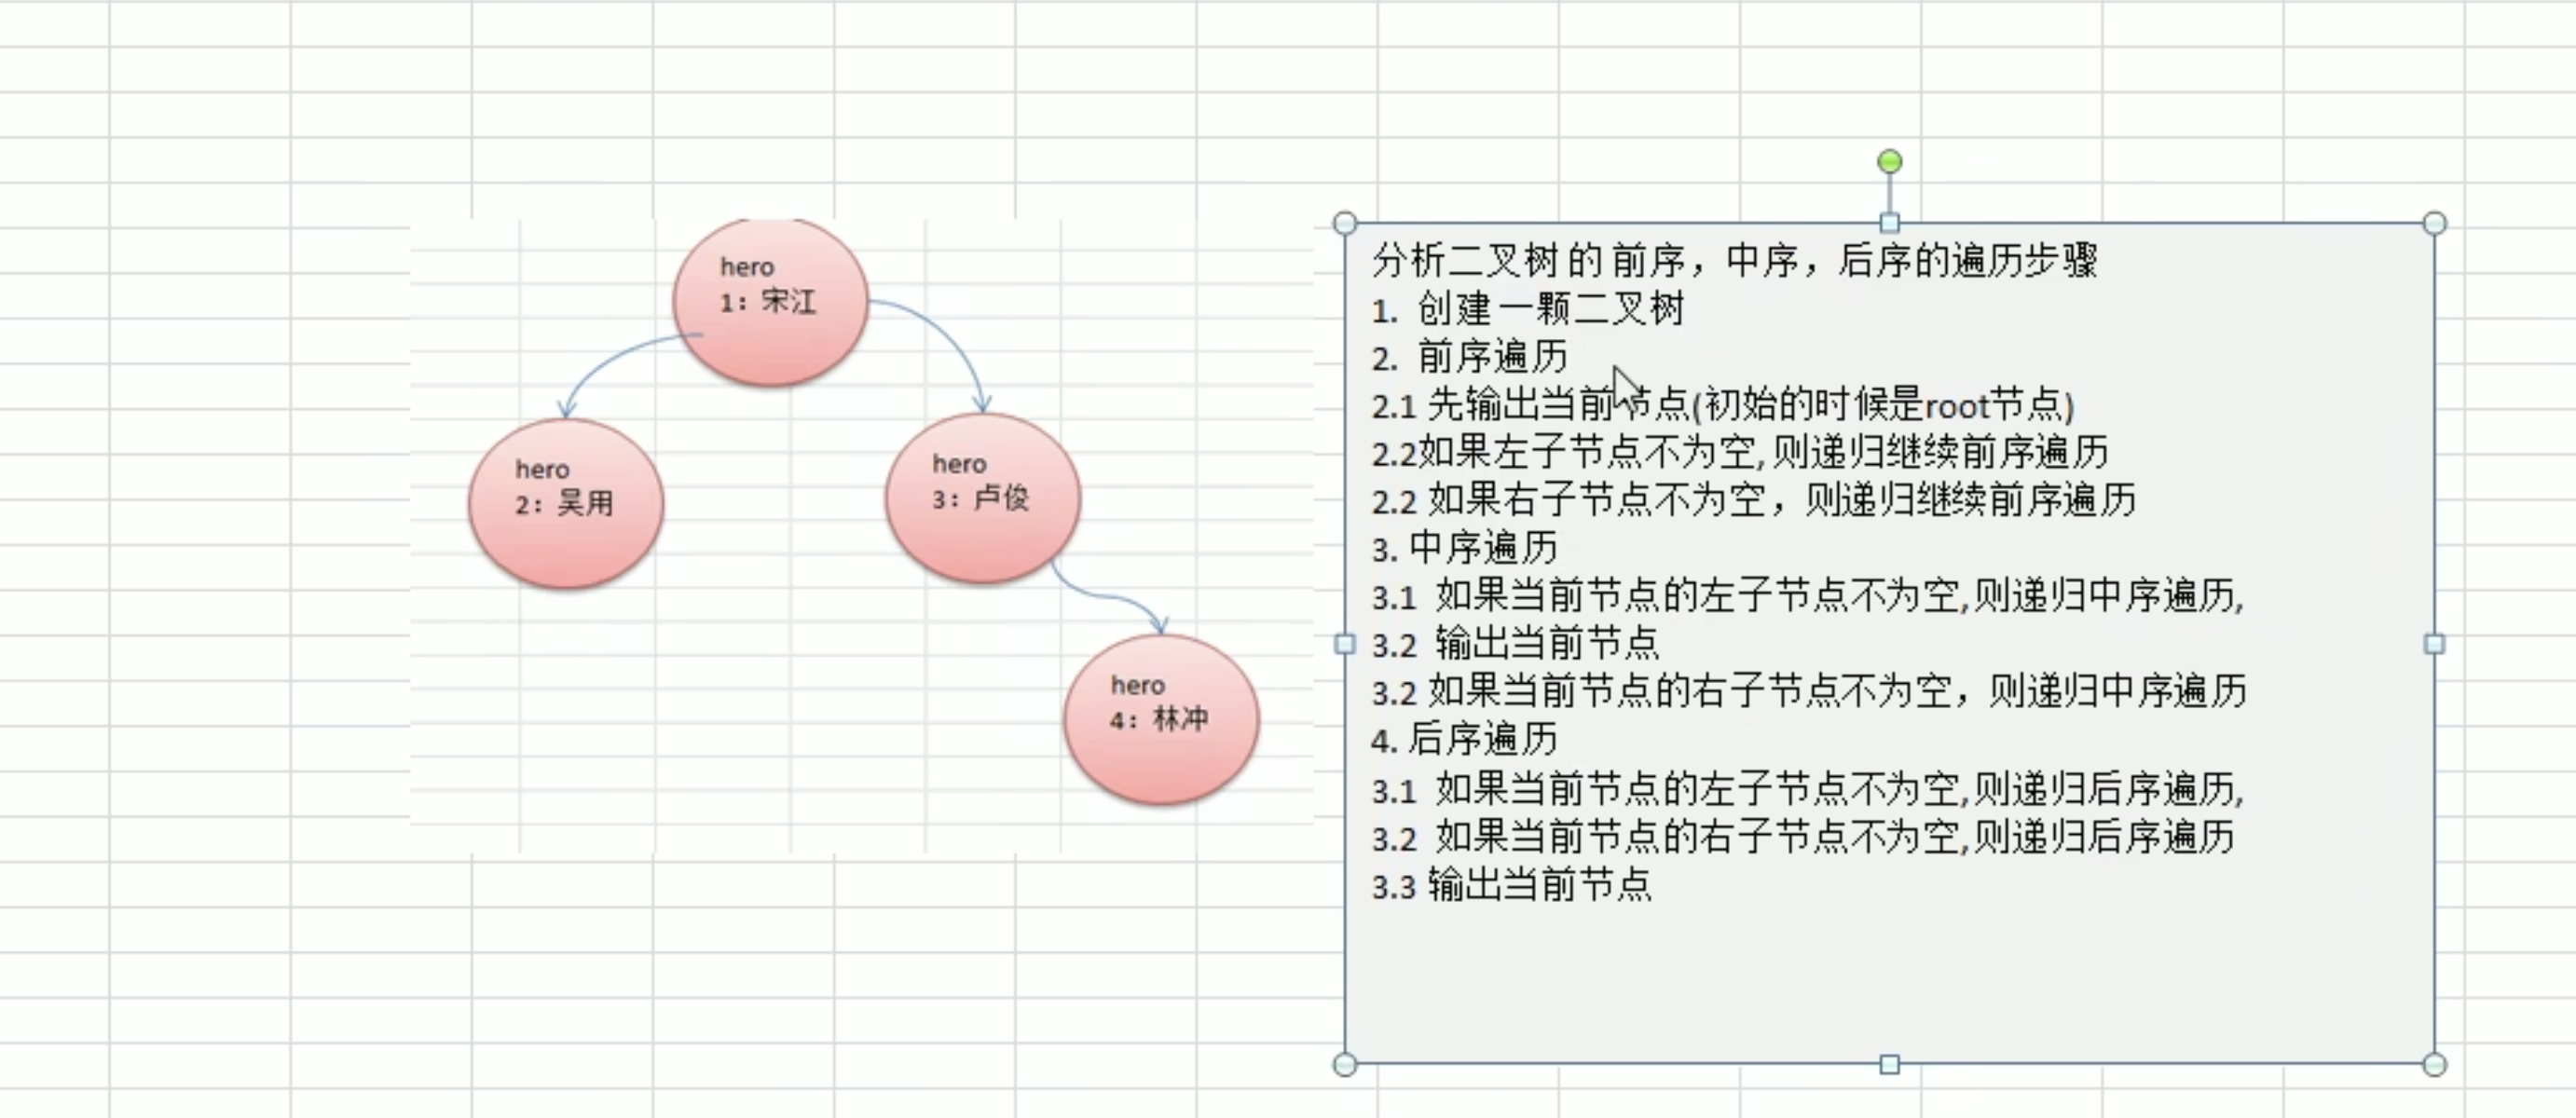 hero
1：宋江
hero
2：吴用
hero
3：卢俊
hero
4：林冲
分析二叉树 的 前序，中序，后序的遍历步骤
1. 创建 一颗二叉树
2. 前序遍历
2.1 先输出当前节点(初始的时候是root节点)
2.2如果左子节点不为空,则递归继续前序遍历
2.2 如果右子节点不为空，则递归继续前序遍历
3. 中序遍历
3.1 如果当前节点的左子节点不为空,则递归中序遍历,
3.2 输出当前节点
3.2 如果当前节点的右子节点不为空，则递归中序遍历
4. 后序遍历
3.1 如果当前节点的左子节点不为空,则递归后序遍历,
3.2 如果当前节点的右子节点不为空,则递归后序遍历
3.3 输出当前节点